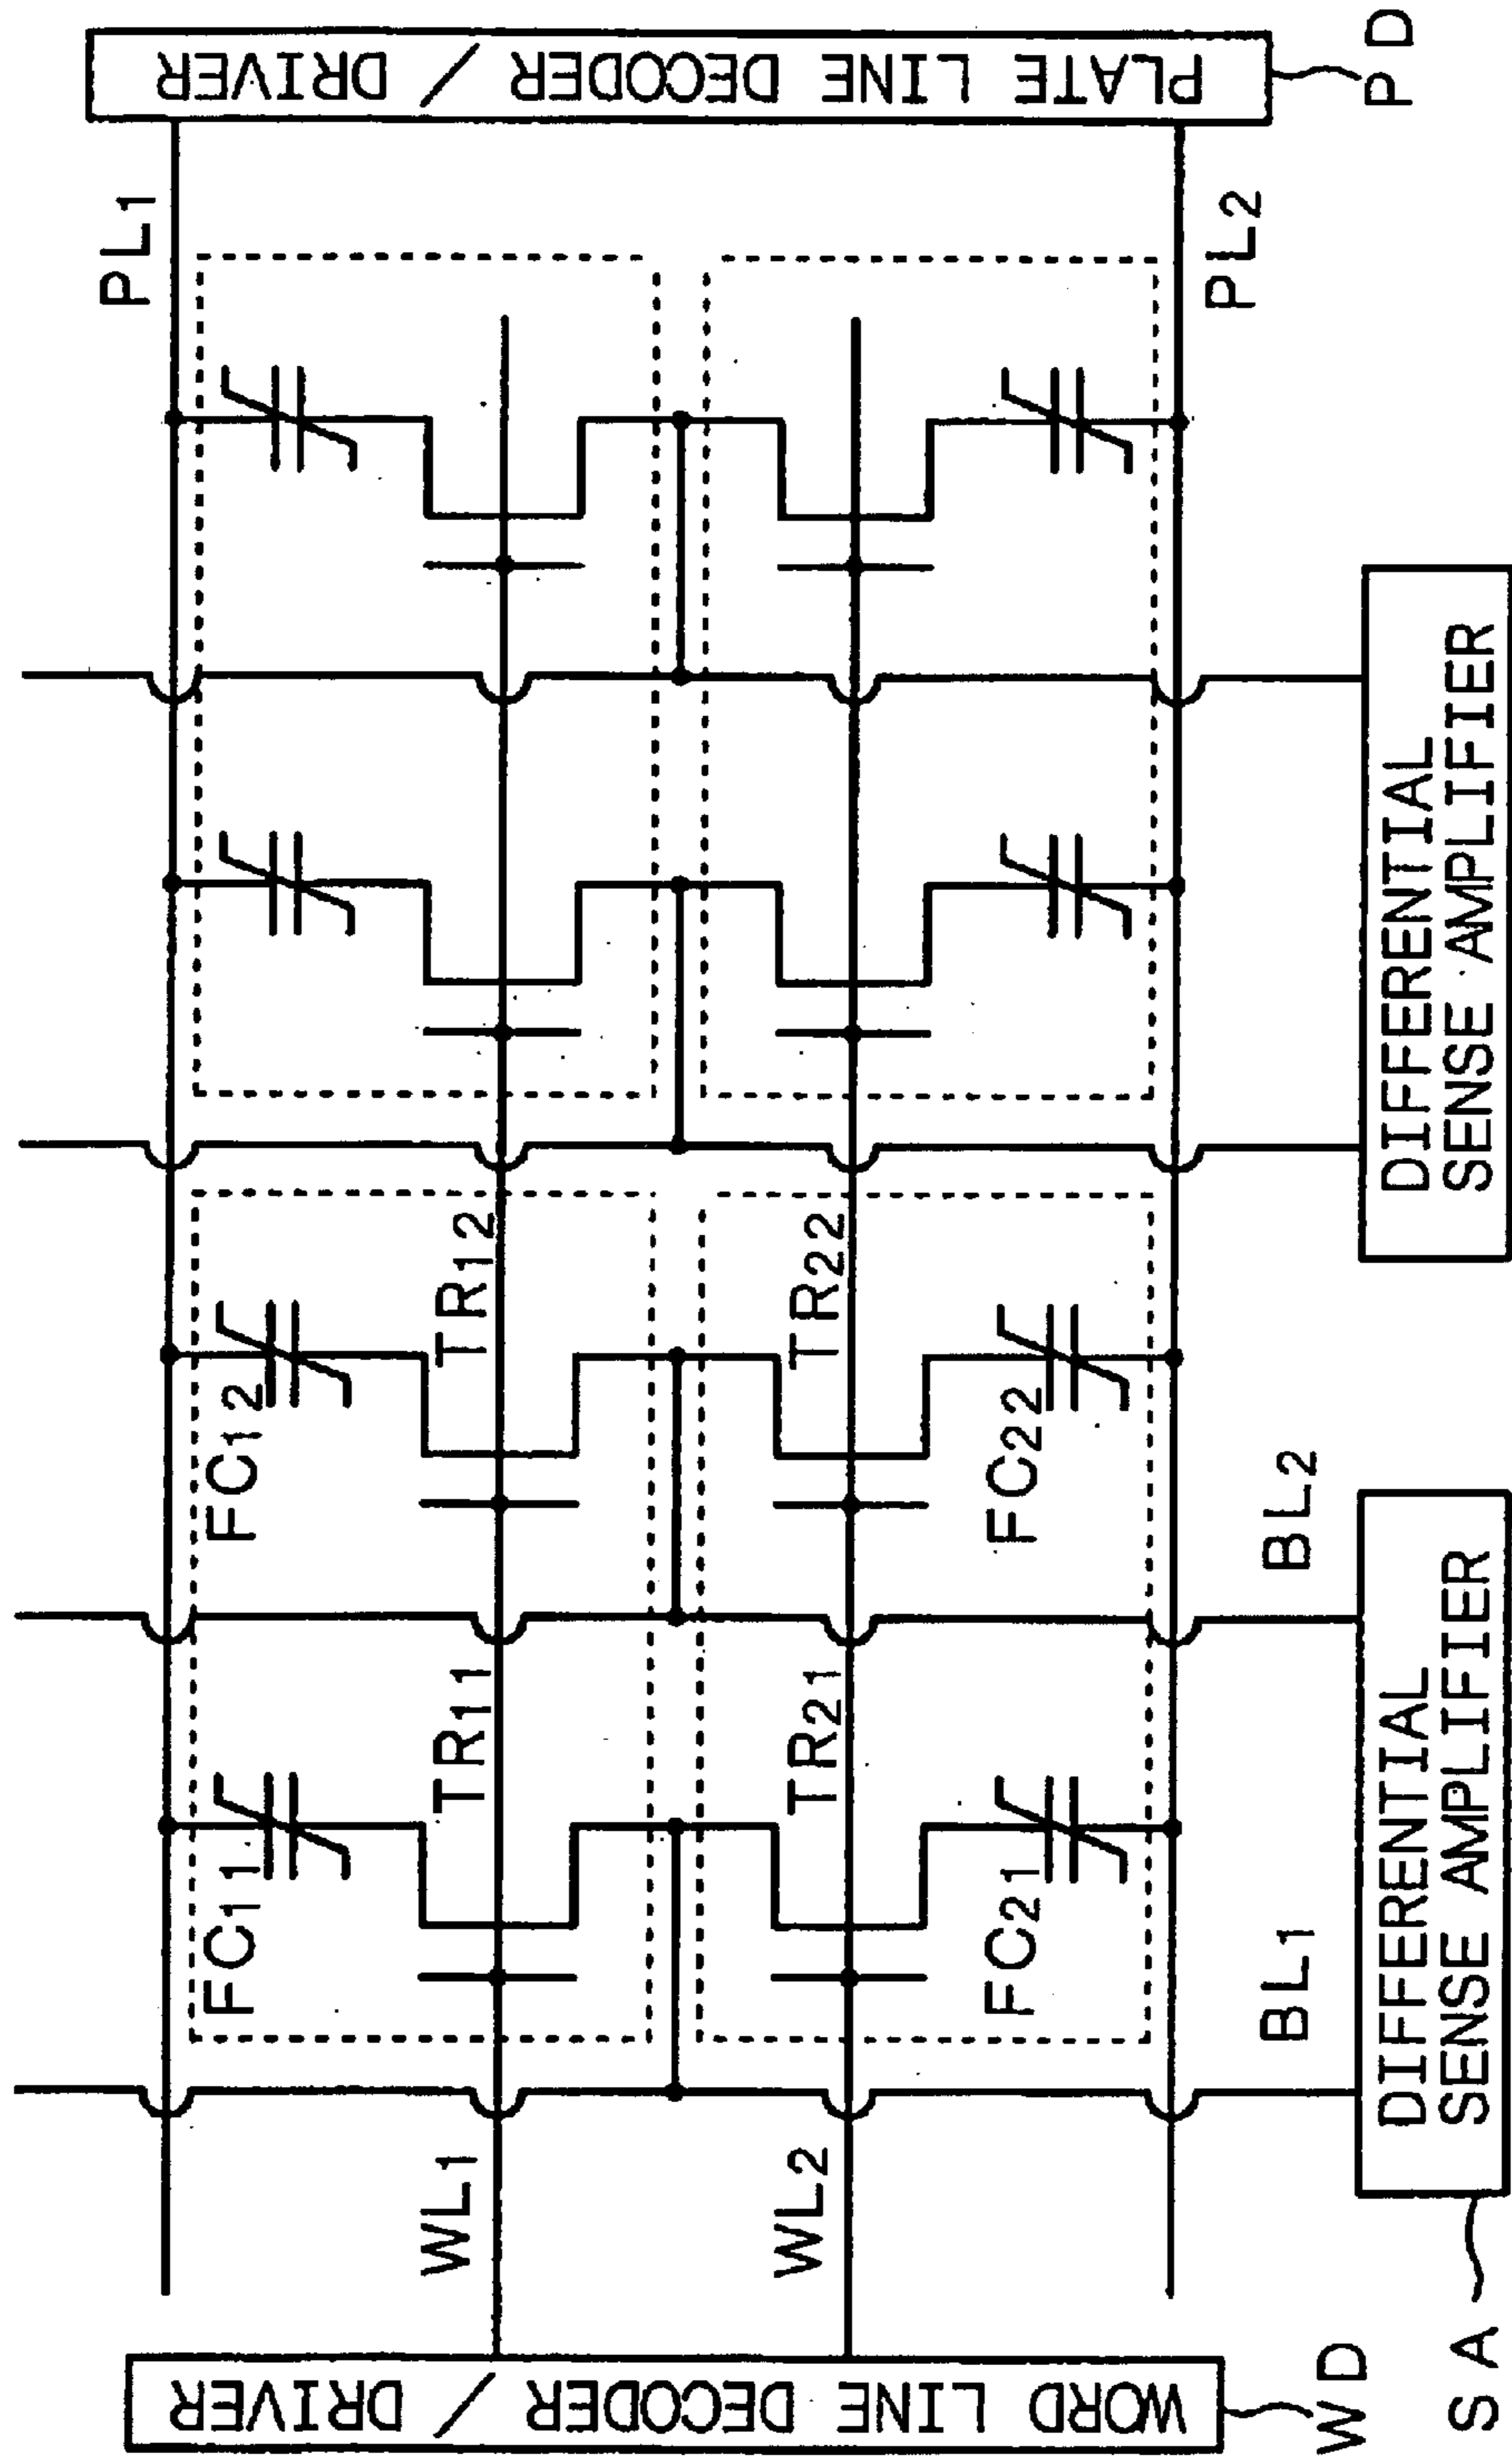 WORD LINE DECODER / DRIVER
WD
SA
WL1
WL2
FC11
TR11
TR21
FC21
BL1
FC12
TR12
TR22
FC22
BL2
DIFFERENTIAL
SENSE AMPLIFIER
DIFFERENTIAL
SENSE AMPLIFIER
PL1
PL2
PLATE LINE DECODER / DRIVER
PD